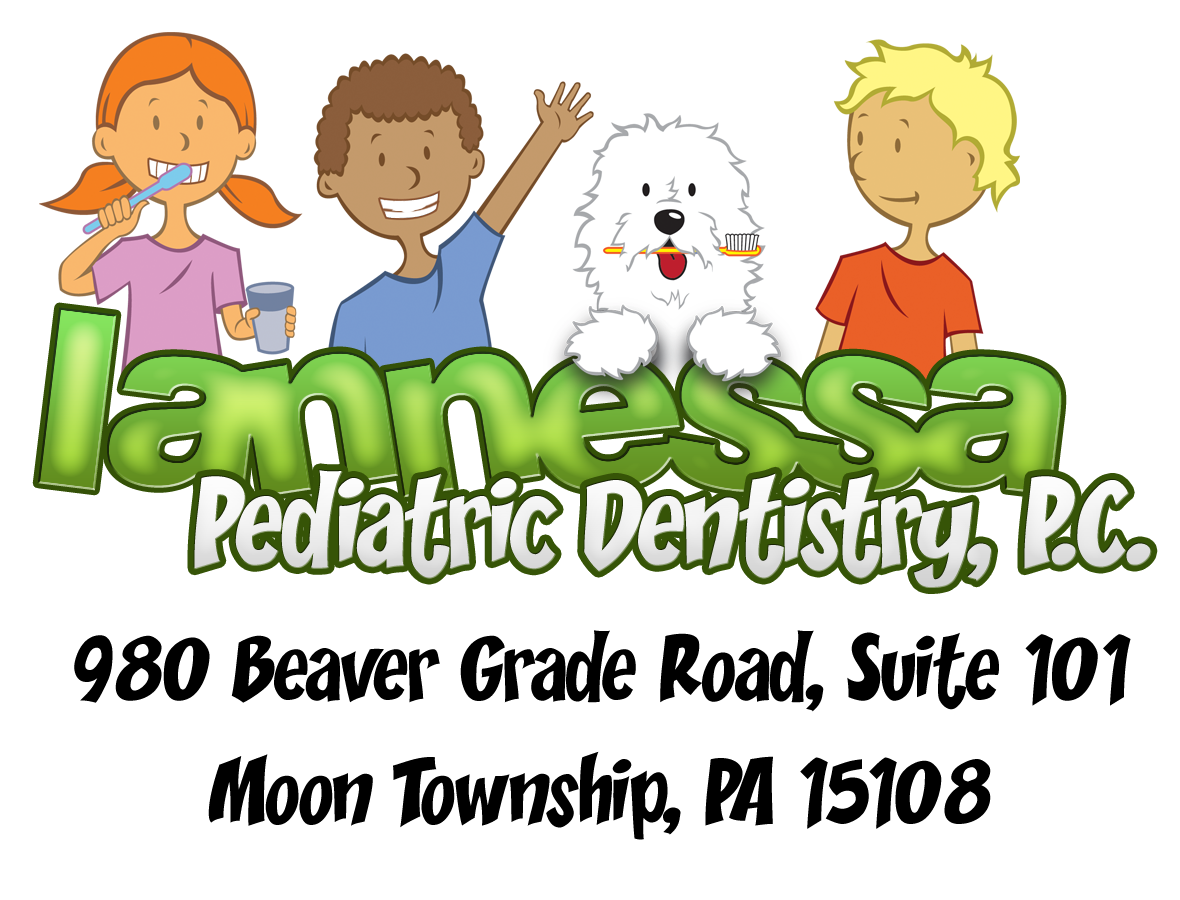 Iannessa
Pediatric Dentistry, P.C.
980 Beaver Grade Road, Suite 101
Moon Township, PA 15108